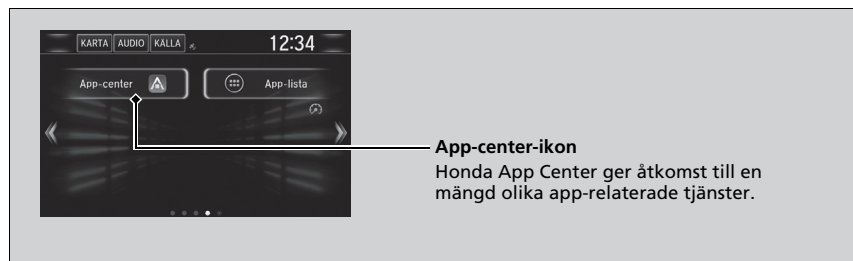 KARTA AUDIO KÄLLA 12:34
App-center App-lista
App-center-ikon
Honda App Center ger åtkomst till en
mängd olika app-relaterade tjänster.